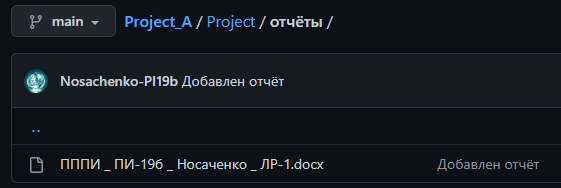 main
Project_A / Project / отчёты /
Nosachenko-PI19b Добавлен отчёт
..
ПППИ _ ПИ-19б _ Носаченко _ ЛР-1.docx Добавлен отчёт